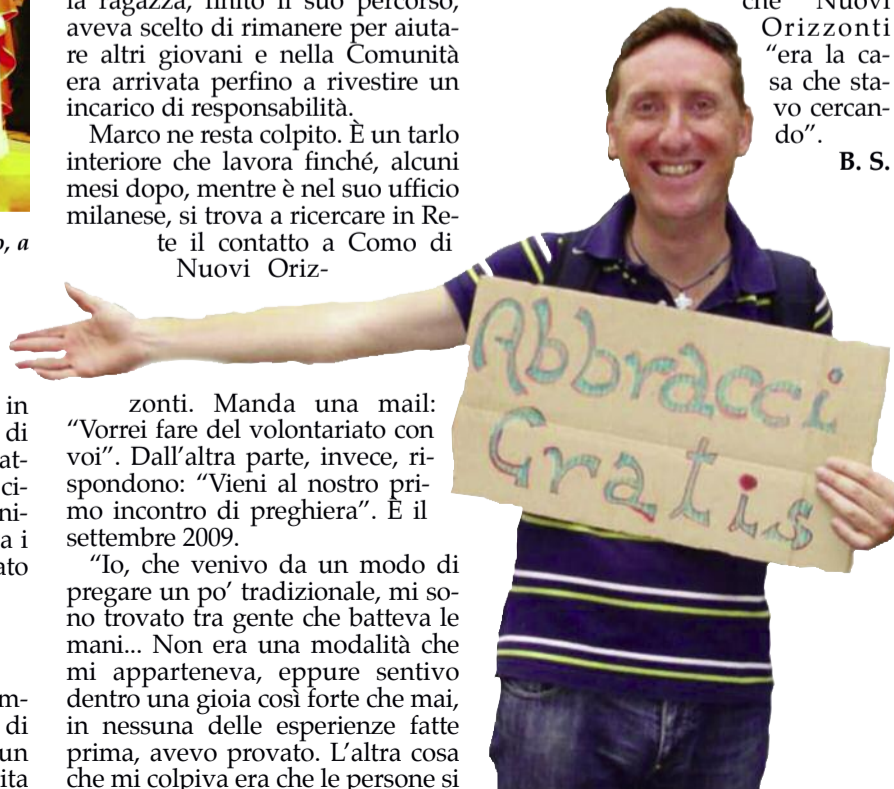 o, a
in
di
at-
ci-
ni-
a i
ato
m-
di
un
ita
la ragazza, finito il suo percorso,
aveva scelto di rimanere per aiuta-
re altri giovani e nella Comunità
era arrivata perfino a rivestire un
incarico di responsabilità.
Marco ne resta colpito. È un tarlo
interiore che lavora finché, alcuni
mesi dopo, mentre è nel suo ufficio
milanese, si trova a ricercare in Re-
te il contatto a Como di
Nuovi Oriz-
zonti. Manda una mail:
“Vorrei fare del volontariato con
voi”. Dall’altra parte, invece, ri-
spondono: “Vieni al nostro pri-
mo incontro di preghiera”. È il
settembre 2009.
“Io, che venivo da un modo di
pregare un po’ tradizionale, mi so-
no trovato tra gente che batteva le
mani... Non era una modalità che
mi apparteneva, eppure sentivo
dentro una gioia così forte che mai,
in nessuna delle esperienze fatte
prima, avevo provato. L’altra cosa
che mi colpiva era che le persone si
Abbracci
Gratis
che Nuovi
Orizzonti
“era la ca-
sa che sta-
vo cercan-
do”.
B. S.